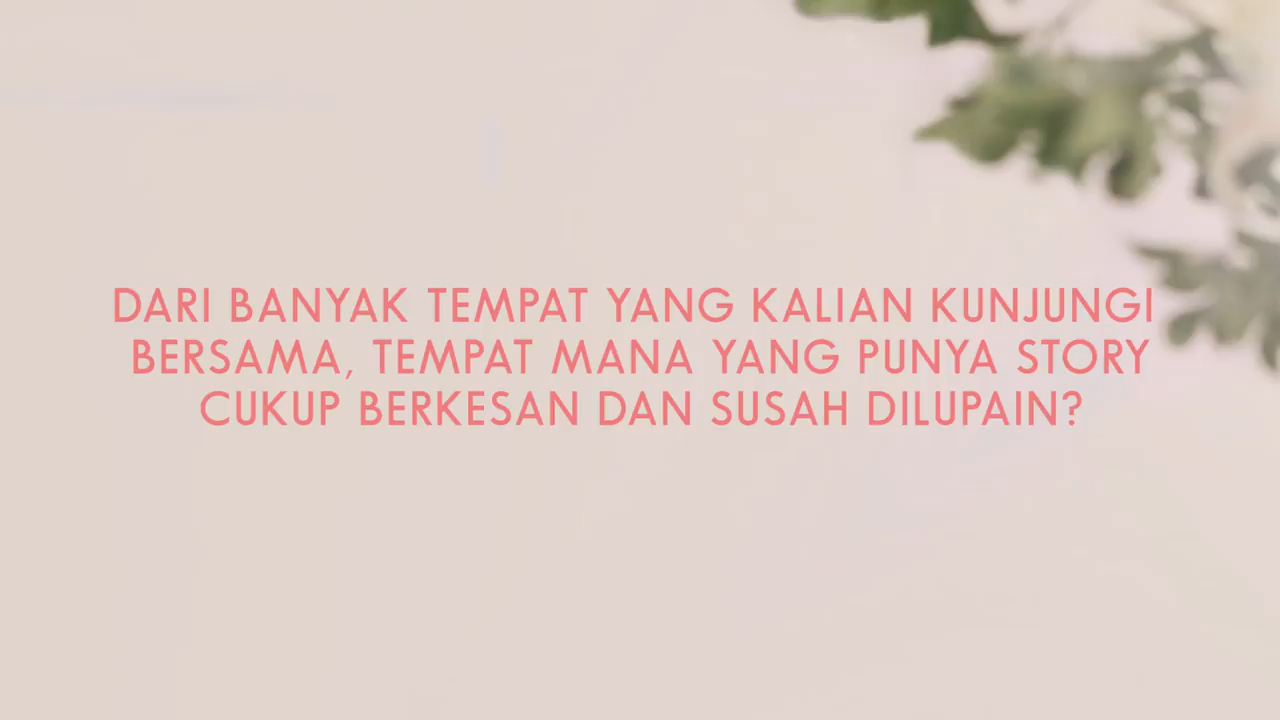 DARI BANYAK TEMPAT YANG KALIAN KUNJUNGI
BERSAMA, TEMPAT MANA YANG PUNYA STORY
CUKUP BERKESAN DAN SUSAH DILUPAIN?